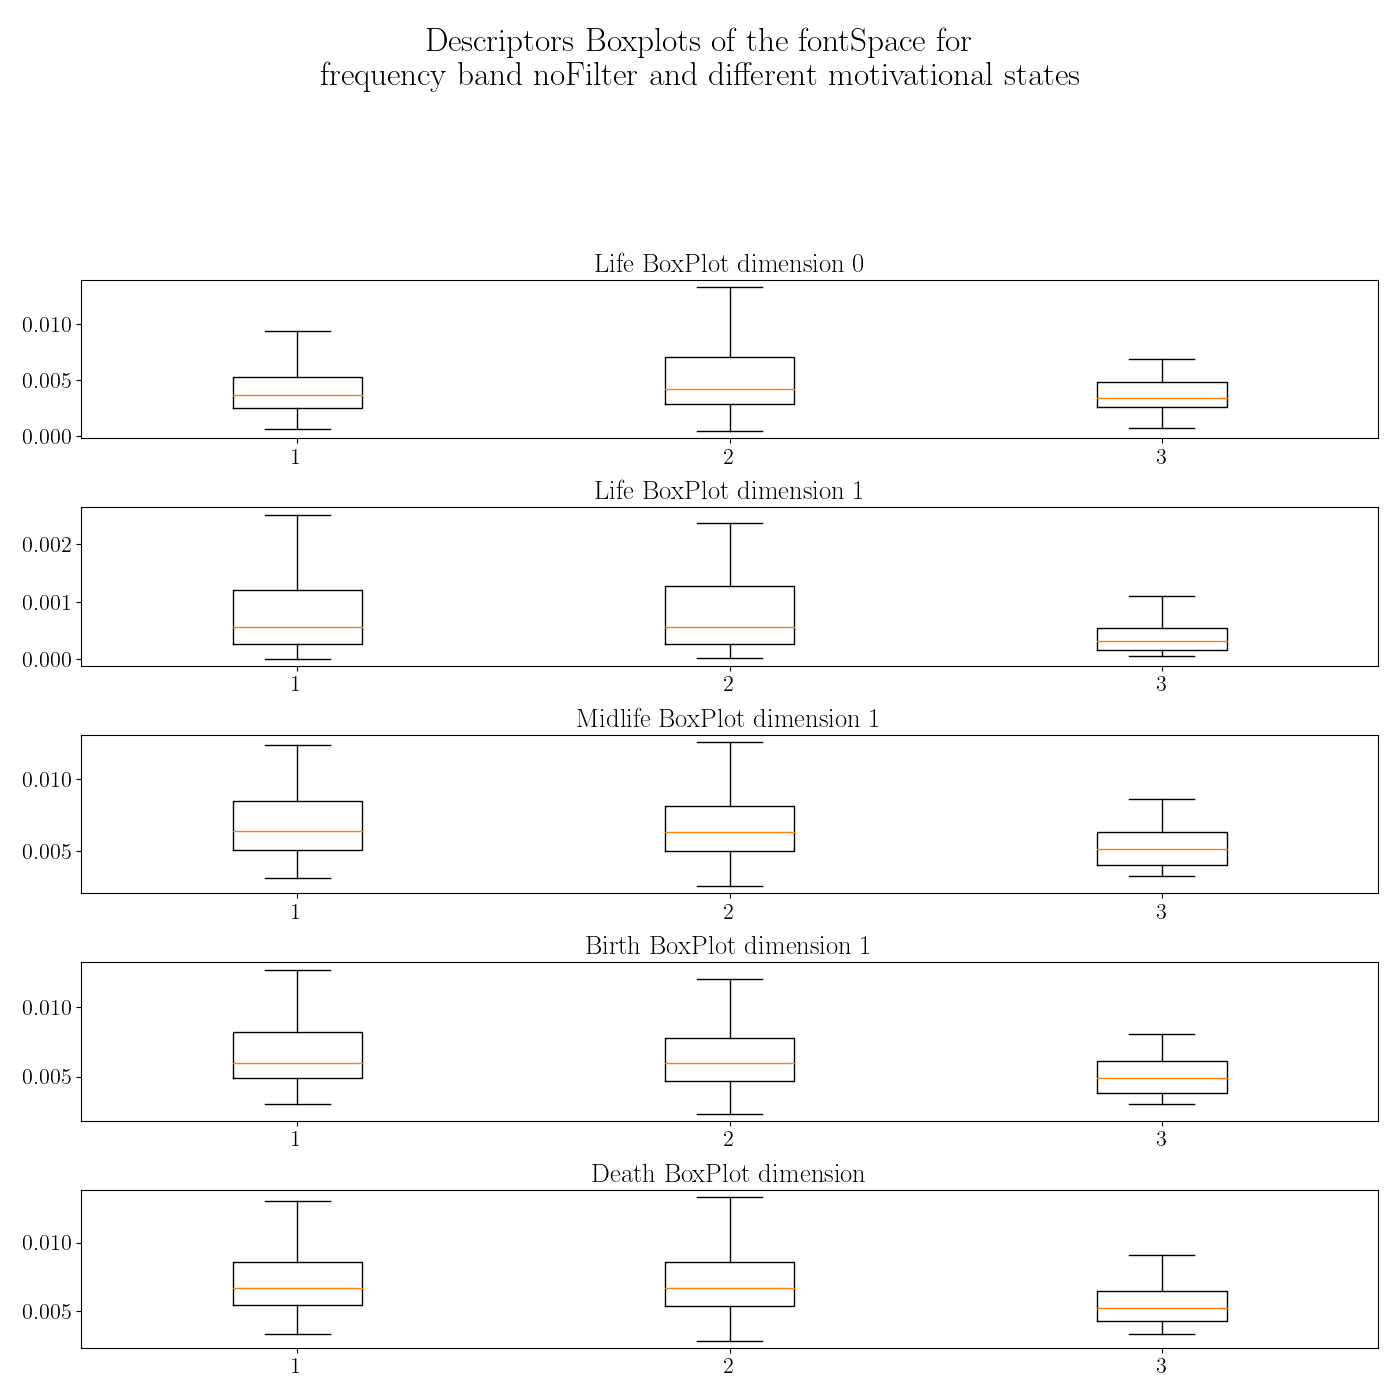 Descriptors Boxplots of the fontSpace for
frequency band noFilter and different motivational states
Life BoxPlot dimension 0
0.010
0.005
0.000
1 2 3
Life BoxPlot dimension 1
0.002
0.001
0.000
1 2 3
Midlife BoxPlot dimension 1
0.010
0.005
1 2 3
Birth BoxPlot dimension 1
0.010
0.005
1 2 3
Death BoxPlot dimension
0.010
0.005
1 2 3